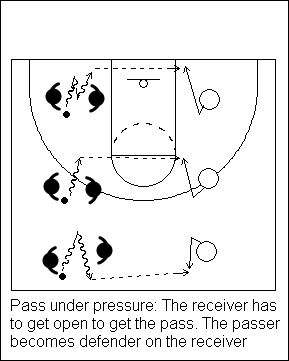 Pass under pressure: The receiver has
to get open to get the pass. The passer
becomes defender on the receiver